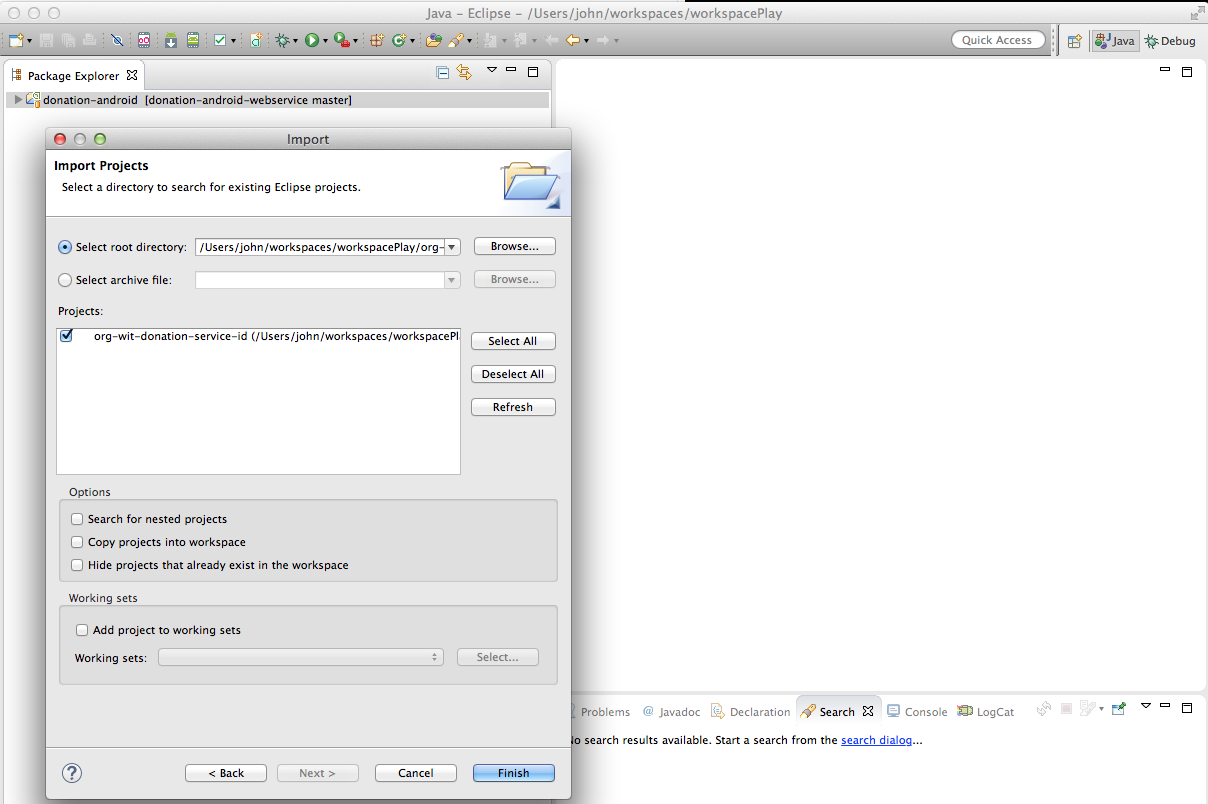 Java – Eclipse – /Users/john/workspaces/workspacePlay
Quick Access
Java
Debug
Package Explorer
donation-android [donation-android-webservice master]
Import
Import Projects
Select a directory to search for existing Eclipse projects.
Select root directory: /Users/john/workspaces/workspacePlay/org- Browse...
Select archive file: Browse...
Projects:
org-wit-donation-service-id (/Users/john/workspaces/workspacePl
Select All
Deselect All
Refresh
Options
Search for nested projects
Copy projects into workspace
Hide projects that already exist in the workspace
Working sets
Add project to working sets
Working sets: Select...
Problems @ Javadoc Declaration Search Console LogCat
No search results available. Start a search from the search dialog...
? < Back Next > Cancel Finish